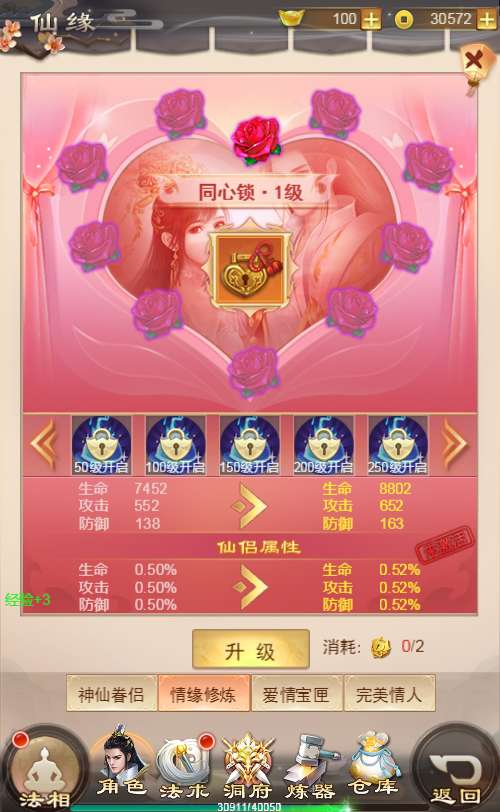 仙缘
100
30572
同心锁·1级
50级开启 100级开启 150级开启 200级开启 250级开启
生命 7452 生命 8802
攻击 552 攻击 652
防御 138 防御 163
仙侣属性
未激活
生命 0.50% 生命 0.52%
攻击 0.50% 攻击 0.52%
防御 0.50% 防御 0.52%
经验+3
升级 消耗: 0/2
神仙眷侣 情缘修炼 爱情宝匣 完美情人
法相 角色 法术 洞府 炼器 仓库 返回
30911/40050